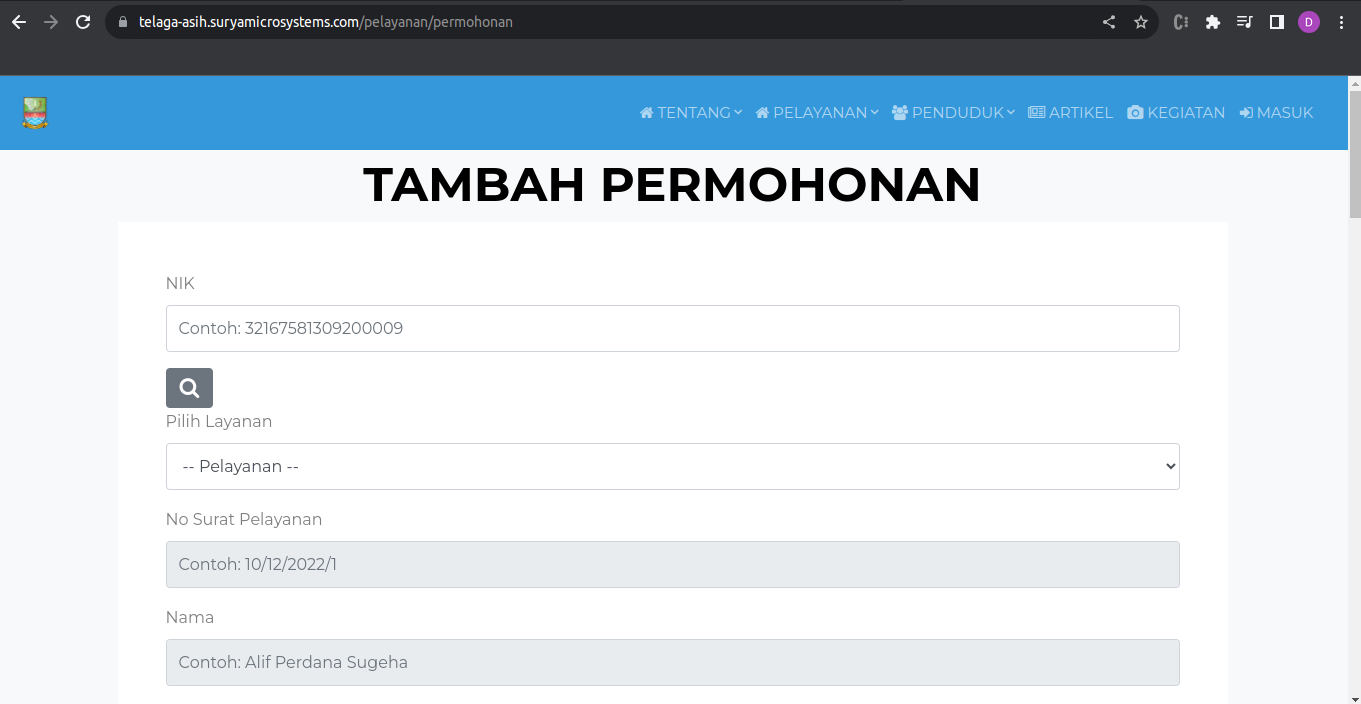 telaga-asih.suryamicrosystems.com/pelayanan/permohonan
D
TENTANG PELAYANAN PENDUDUK ARTIKEL KEGIATAN MASUK
TAMBAH PERMOHONAN
NIK
Contoh: 32167581309200009
Pilih Layanan
-- Pelayanan --
No Surat Pelayanan
Contoh: 10/12/2022/1
Nama
Contoh: Alif Perdana Sugeha